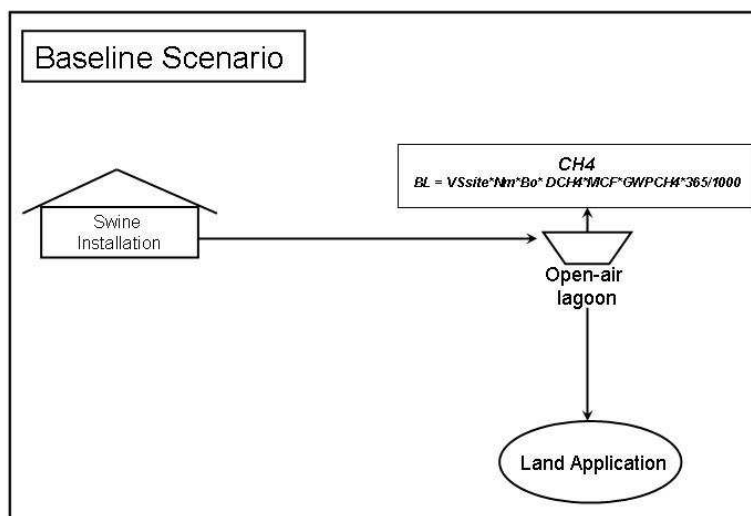 Baseline Scenario
CH4
BL = VSsite*Nm*Bo* DCH4*MCF*GWPCH4*365/1000
Swine
Installation
Open-air
lagoon
Land Application